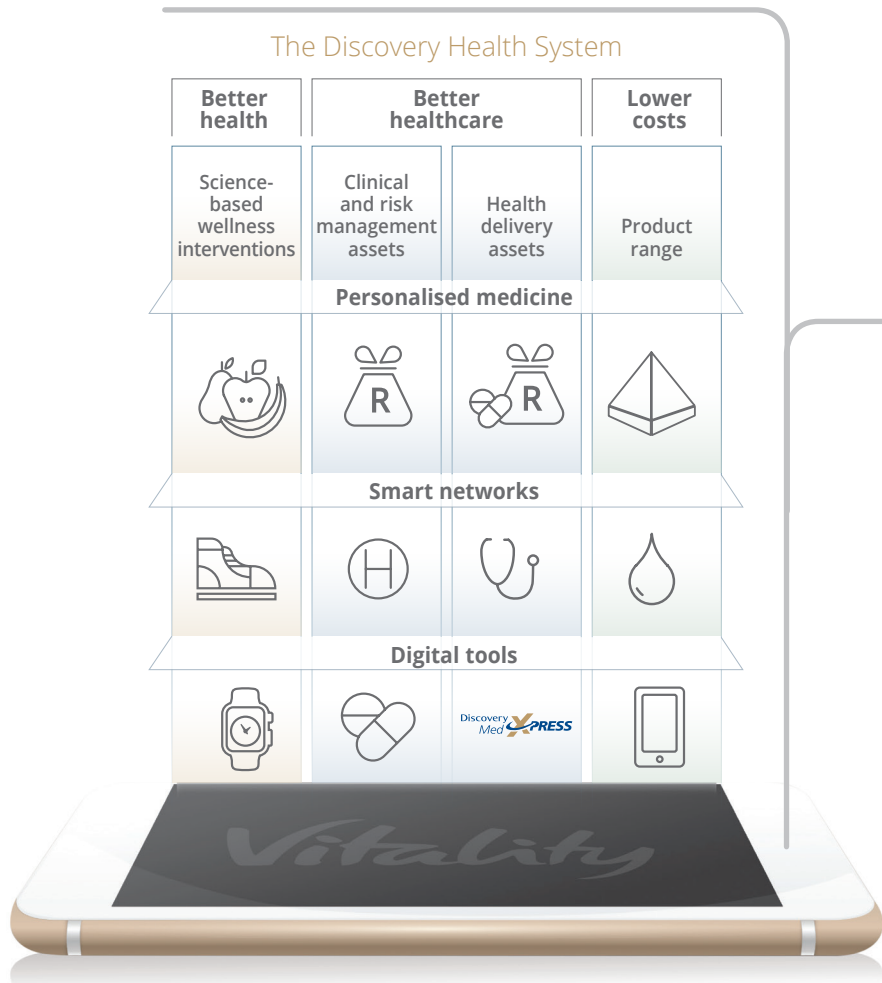 The Discovery Health System
Better
health
Better
healthcare
Lower
costs
Science-
based
wellness
interventions
Clinical
and risk
management
assets
Health
delivery
assets
Product
range
Personalised medicine
R
R
Smart networks
H
Digital tools
Discovery
Med XPRESS
Vitality